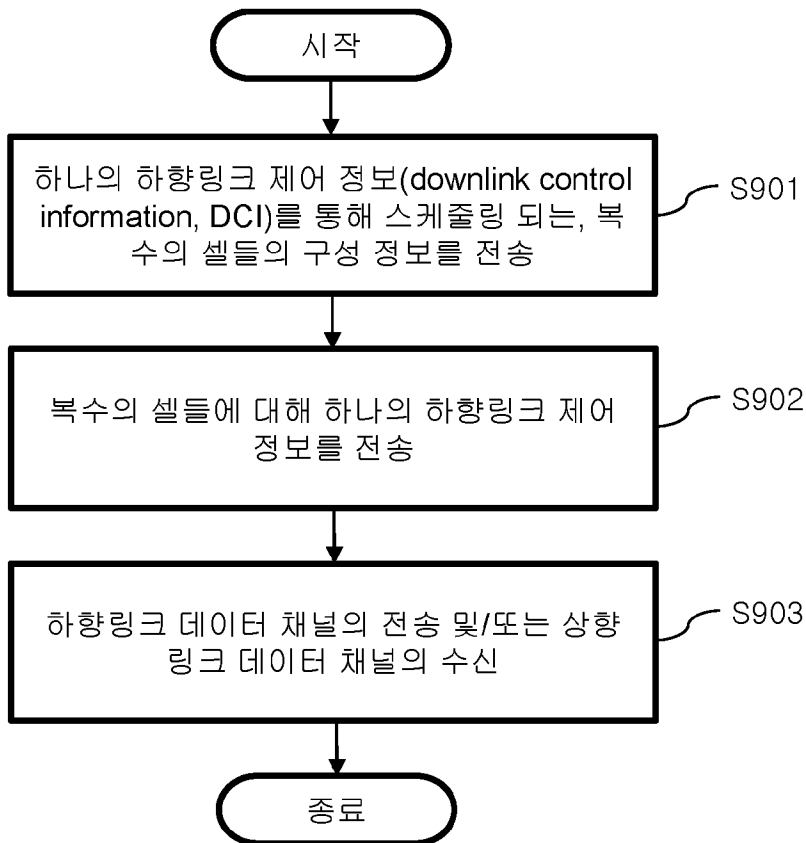 시작
하나의 하향링크 제어 정보(downlink control
information, DCI)를 통해 스케줄링 되는, 복
수의 셀들의 구성 정보를 전송
S901
복수의 셀들에 대해 하나의 하향링크 제어
정보를 전송
S902
하향링크 데이터 채널의 전송 및/또는 상향
링크 데이터 채널의 수신
S903
종료